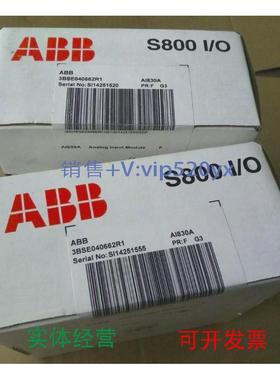 ABB
S800 I/O
ABB
3BSE040662R1
Serial No: SI14251520
AI830A
PR:F G3
AI830A Analog Input Module
销售+V:vip520yx
ABB
S800 I/O
ABB
3BSE040662R1
Serial No: SI14251555
AI830A
PR:F G3
实体经营
可开发票